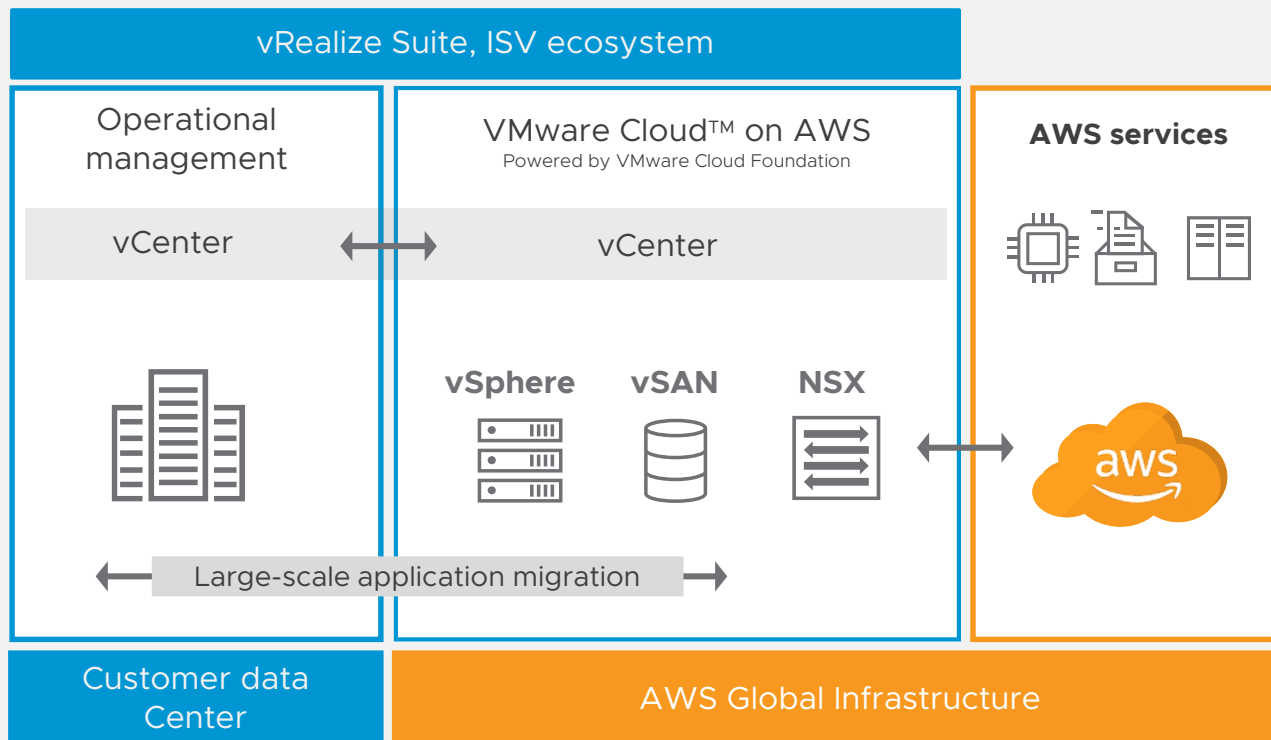 vRealize Suite, ISV ecosystem
Operational
management
VMware Cloud™ on AWS
Powered by VMware Cloud Foundation
AWS services
vCenter
vCenter
vSphere
vSAN
NSX
aws
Large-scale application migration
Customer data
Center
AWS Global Infrastructure